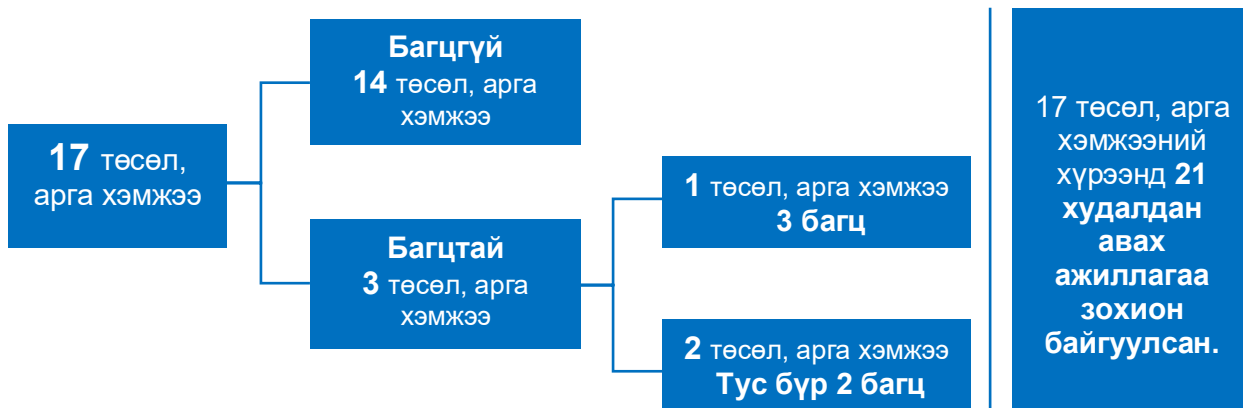 17 төсөл,
арга хэмжээ
Багцгүй
14 төсөл, арга
хэмжээ
Багцтай
3 төсөл, арга
хэмжээ
1 төсөл, арга хэмжээ
3 багц
2 төсөл, арга хэмжээ
Тус бүр 2 багц
17 төсөл, арга
хэмжээний
хүрээнд 21
худалдан
авах
ажиллагаа
зохион
байгуулсан.